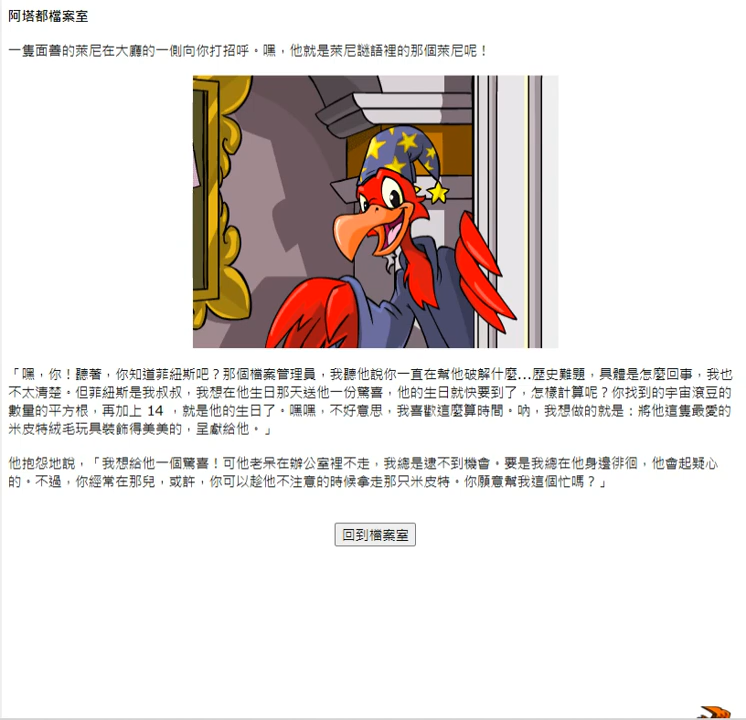 阿塔都檔案室
一隻面善的萊尼在大廳的一側向你打招呼。嘿，他就是萊尼謎語裡的那個萊尼呢！
「嘿，你！聽著，你知道菲紐斯吧？那個檔案管理員，我聽他說你一直在幫他破解什麼...歷史難題，具體是怎麼回事，我也
不太清楚。但菲紐斯是我叔叔，我想在他生日那天送他一份驚喜，他的生日就快要到了，怎樣計算呢？你找到的宇宙滾豆的
數量的平方根，再加上 14 ，就是他的生日了。嘿嘿，不好意思，我喜歡這麼算時間。吶，我想做的就是：將他這隻最愛的
米皮特絨毛玩具裝飾得美美的，呈獻給他。」
他抱怨地說，「我想給他一個驚喜！可他老呆在辦公室裡不走，我總是逮不到機會。要是我總在他身邊徘徊，他會起疑心
的。不過，你經常在那兒，或許，你可以趁他不注意的時候拿走那只米皮特。你願意幫我這個忙嗎？」
回到檔案室